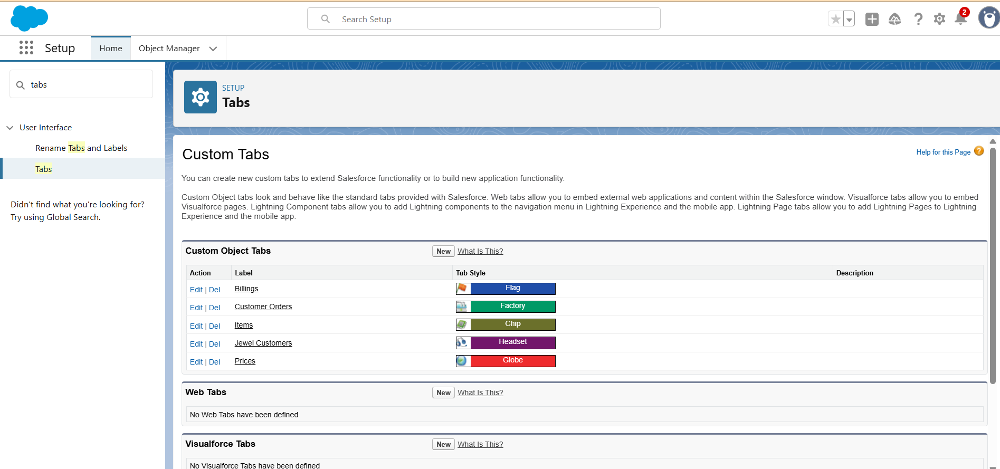 Search Setup
2
Setup
Home
Object Manager
tabs
User Interface
Rename Tabs and Labels
Tabs
Didn't find what you're looking for?
Try using Global Search.
SETUP
Tabs
Custom Tabs
Help for this Page ?
You can create new custom tabs to extend Salesforce functionality or to build new application functionality.
Custom Object tabs look and behave like the standard tabs provided with Salesforce. Web tabs allow you to embed external web applications and content within the Salesforce window. Visualforce tabs allow you to embed
Visualforce pages. Lightning Component tabs allow you to add Lightning components to the navigation menu in Lightning Experience and the mobile app. Lightning Page tabs allow you to add Lightning Pages to Lightning
Experience and the mobile app.
Custom Object Tabs New What Is This?
Action Label Tab Style Description
Edit | Del Billings Flag
Edit | Del Customer Orders Factory
Edit | Del Items Chip
Edit | Del Jewel Customers Headset
Edit | Del Prices Globe
Web Tabs New What Is This?
No Web Tabs have been defined
Visualforce Tabs New What Is This?
No Visualforce Tabs have been defined